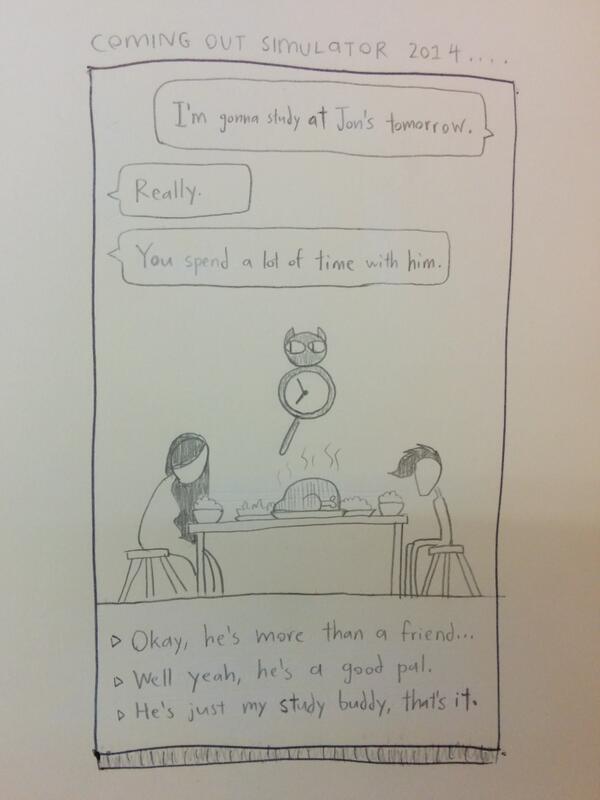 COMING OUT SIMULATOR 2014....
I'm gonna study at Jon's tomorrow.
Really.
You spend a lot of time with him.
Okay, he's more than a friend...
Well yeah, he's a good pal.
He's just my study buddy, that's it.